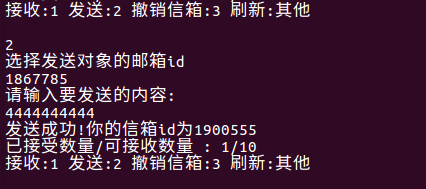 接收:1 发送:2 撤销信箱:3 刷新:其他
2
选择发送对象的邮箱id
1867785
请输入要发送的内容:
4444444444
发送成功!你的信箱id为1900555
已接受数量/可接收数量 : 1/10
接收:1 发送:2 撤销信箱:3 刷新:其他